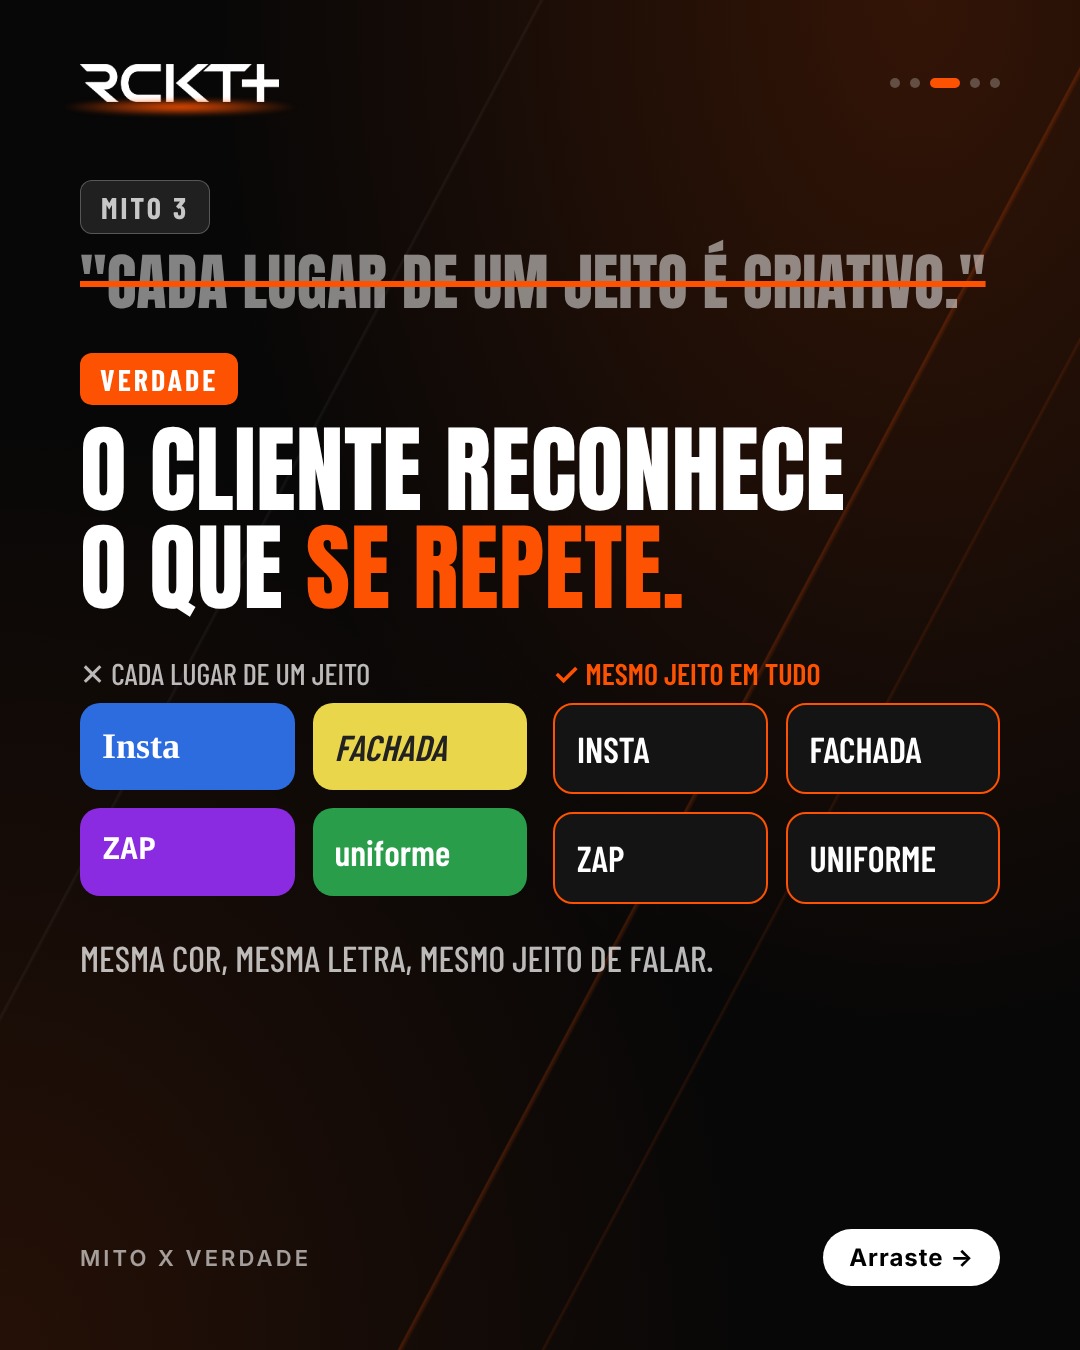 RCKT+
MITO 3
"CADA LUGAR DE UM JEITO É CRIATIVO."
VERDADE
O CLIENTE RECONHECE
O QUE SE REPETE.
✕ CADA LUGAR DE UM JEITO
Insta
FACHADA
ZAP
uniforme
✓ MESMO JEITO EM TUDO
INSTA
FACHADA
ZAP
UNIFORME
MESMA COR, MESMA LETRA, MESMO JEITO DE FALAR.
MITO X VERDADE
Arraste →